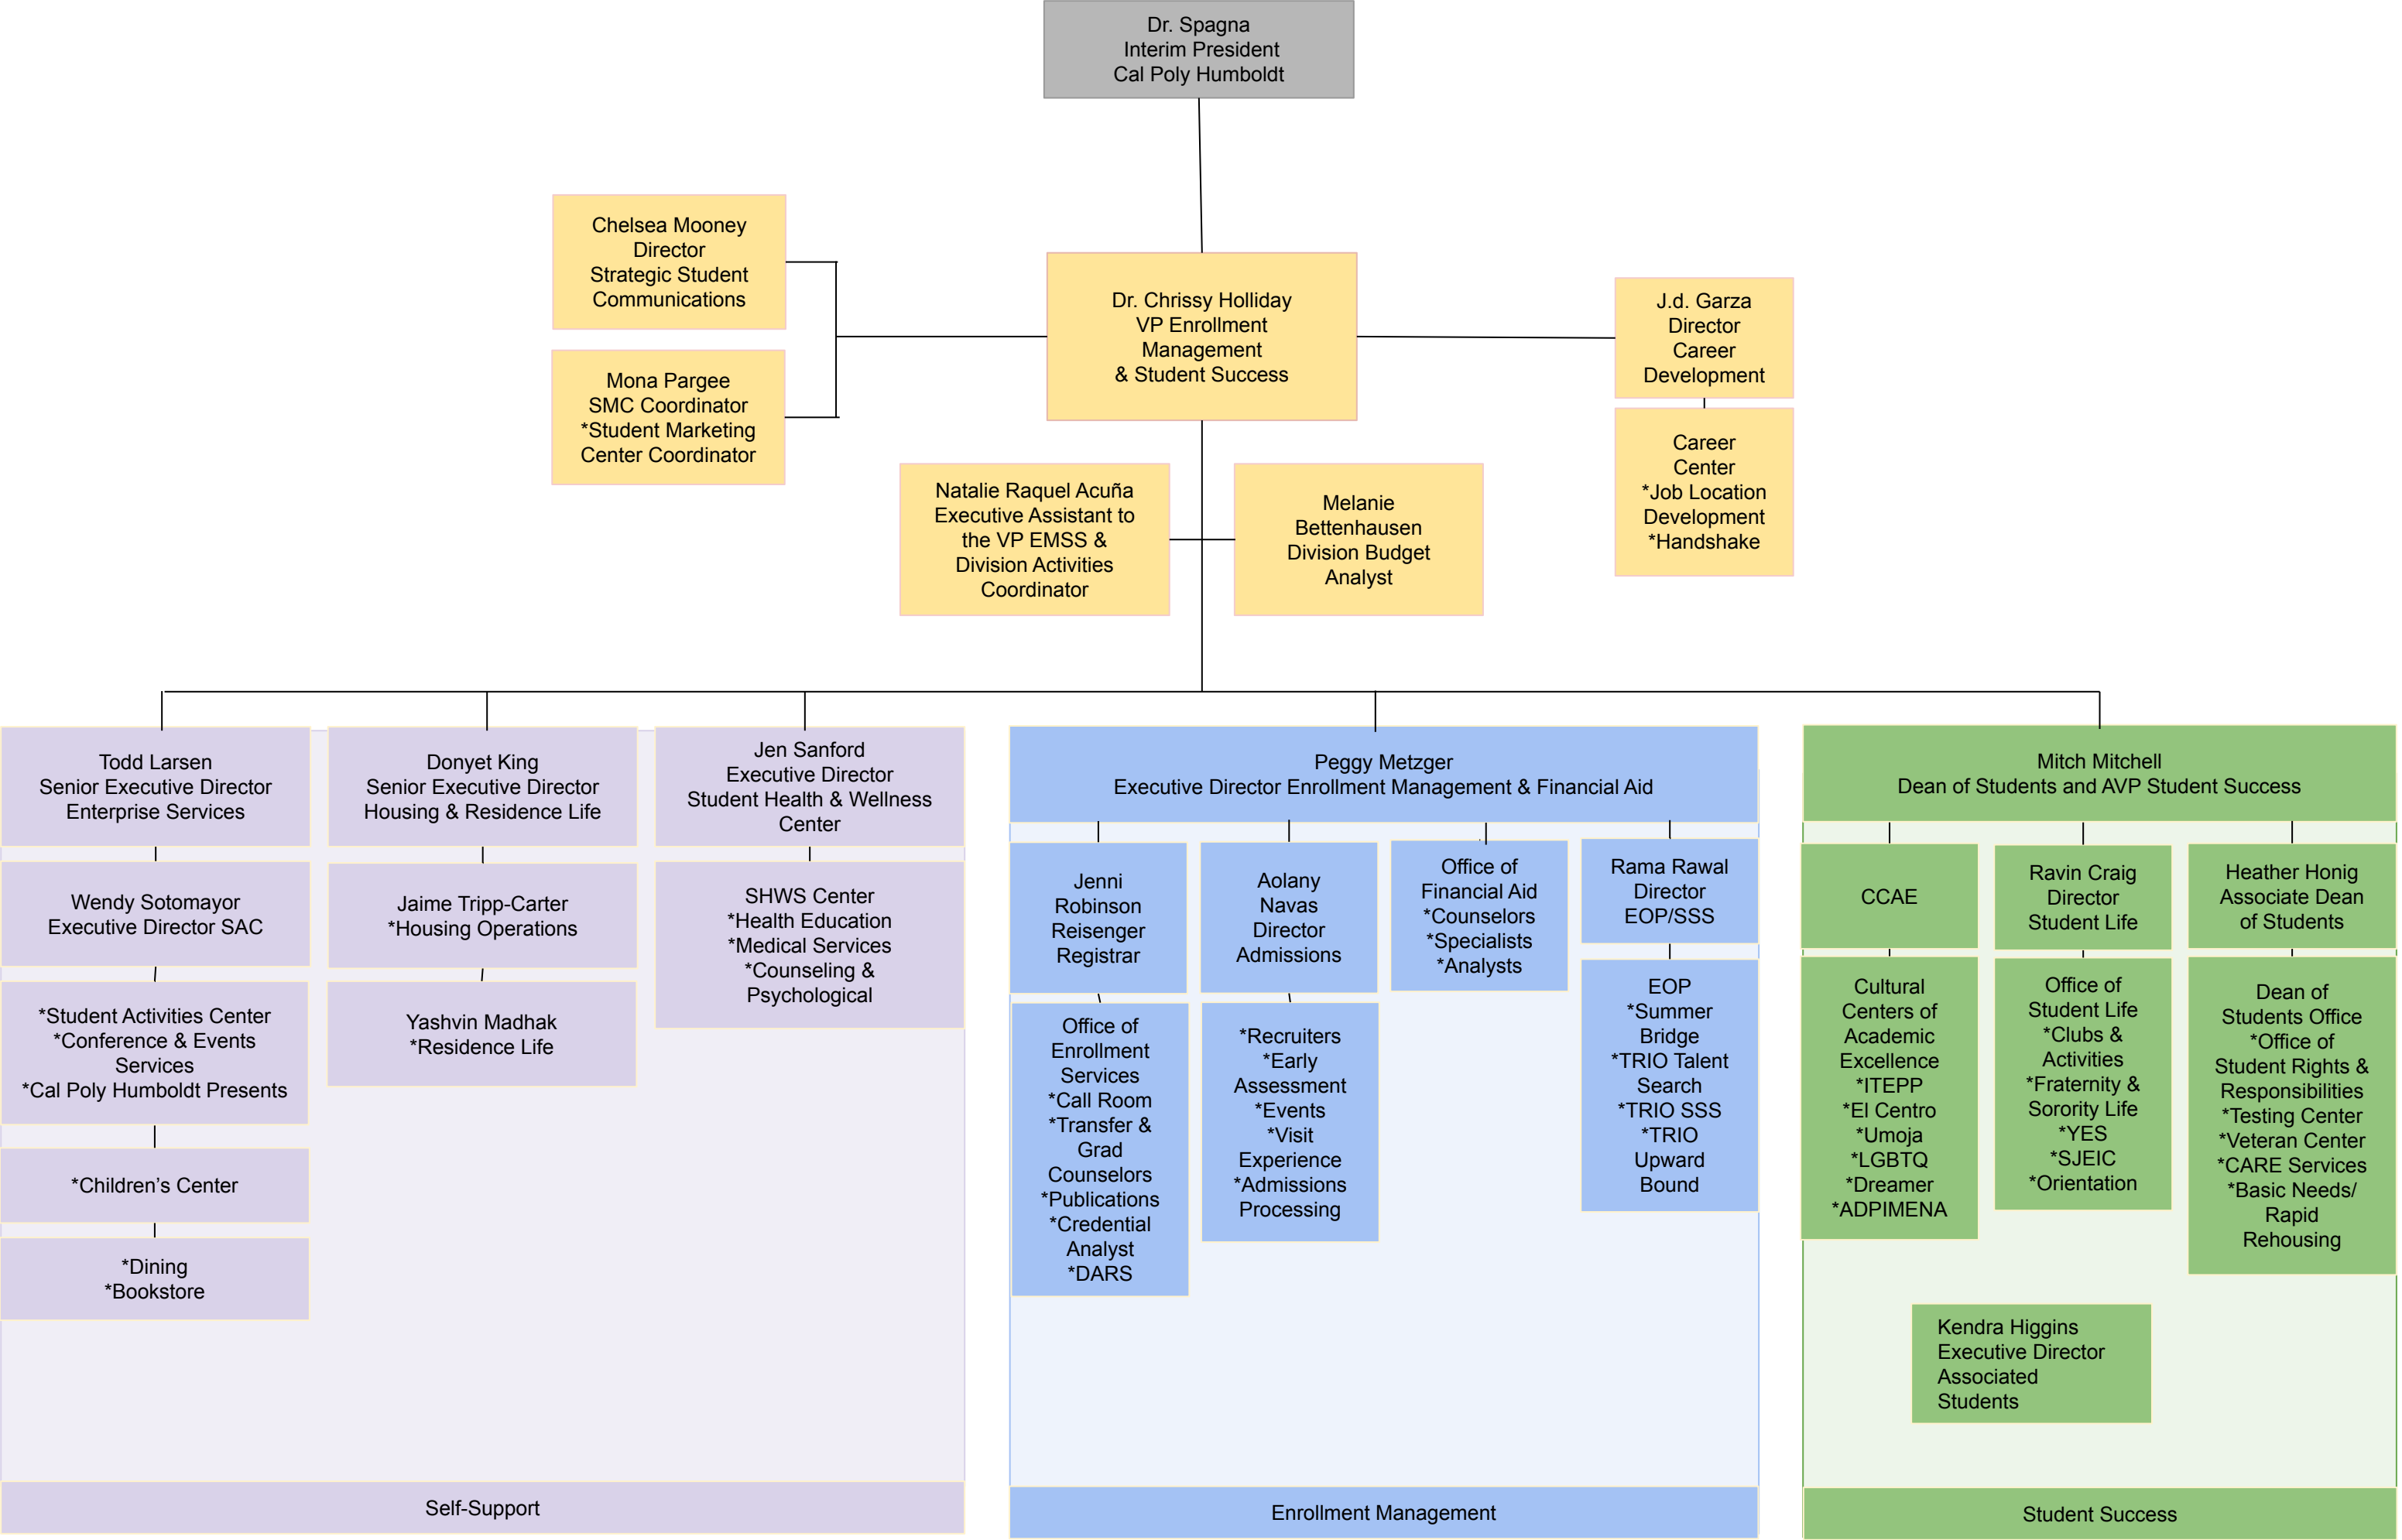 Dr. Spagna
Interim President
Cal Poly Humboldt
Chelsea Mooney
Director
Strategic Student
Communications
Mona Pargee
SMC Coordinator
*Student Marketing
Center Coordinator
Dr. Chrissy Holliday
VP Enrollment
Management
& Student Success
J.d. Garza
Director
Career
Development
Career
Center
*Job Location
Development
*Handshake
Natalie Raquel Acuña
Executive Assistant to
the VP EMSS &
Division Activities
Coordinator
Melanie
Bettenhausen
Division Budget
Analyst
Todd Larsen
Senior Executive Director
Enterprise Services
Wendy Sotomayor
Executive Director SAC
*Student Activities Center
*Conference & Events
Services
*Cal Poly Humboldt Presents
*Children's Center
*Dining
*Bookstore
Donyet King
Senior Executive Director
Housing & Residence Life
Jaime Tripp-Carter
*Housing Operations
Yashvin Madhak
*Residence Life
Jen Sanford
Executive Director
Student Health & Wellness
Center
SHWS Center
*Health Education
*Medical Services
*Counseling &
Psychological
Self-Support
Peggy Metzger
Executive Director Enrollment Management & Financial Aid
Jenni
Robinson
Reisenger
Registrar
Office of
Enrollment
Services
*Call Room
*Transfer &
Grad
Counselors
*Publications
*Credential
Analyst
*DARS
Aolany
Navas
Director
Admissions
*Recruiters
*Early
Assessment
*Events
*Visit
Experience
*Admissions
Processing
Office of
Financial Aid
*Counselors
*Specialists
*Analysts
Rama Rawal
Director
EOP/SSS
EOP
*Summer
Bridge
*TRIO Talent
Search
*TRIO SSS
*TRIO
Upward
Bound
Enrollment Management
Mitch Mitchell
Dean of Students and AVP Student Success
CCAE
Cultural
Centers of
Academic
Excellence
*ITEPP
*El Centro
*Umoja
*LGBTQ
*Dreamer
*ADPIMENA
Ravin Craig
Director
Student Life
Office of
Student Life
*Clubs &
Activities
*Fraternity &
Sorority Life
*YES
*SJEIC
*Orientation
Heather Honig
Associate Dean
of Students
Dean of
Students Office
*Office of
Student Rights &
Responsibilities
*Testing Center
*Veteran Center
*CARE Services
*Basic Needs/
Rapid
Rehousing
Kendra Higgins
Executive Director
Associated
Students
Student Success